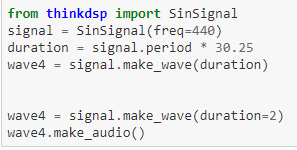 from thinkdsp import SinSignal
signal = SinSignal(freq=440)
duration = signal.period * 30.25
wave4 = signal.make_wave(duration)
wave4 = signal.make_wave(duration=2)
wave4.make_audio()